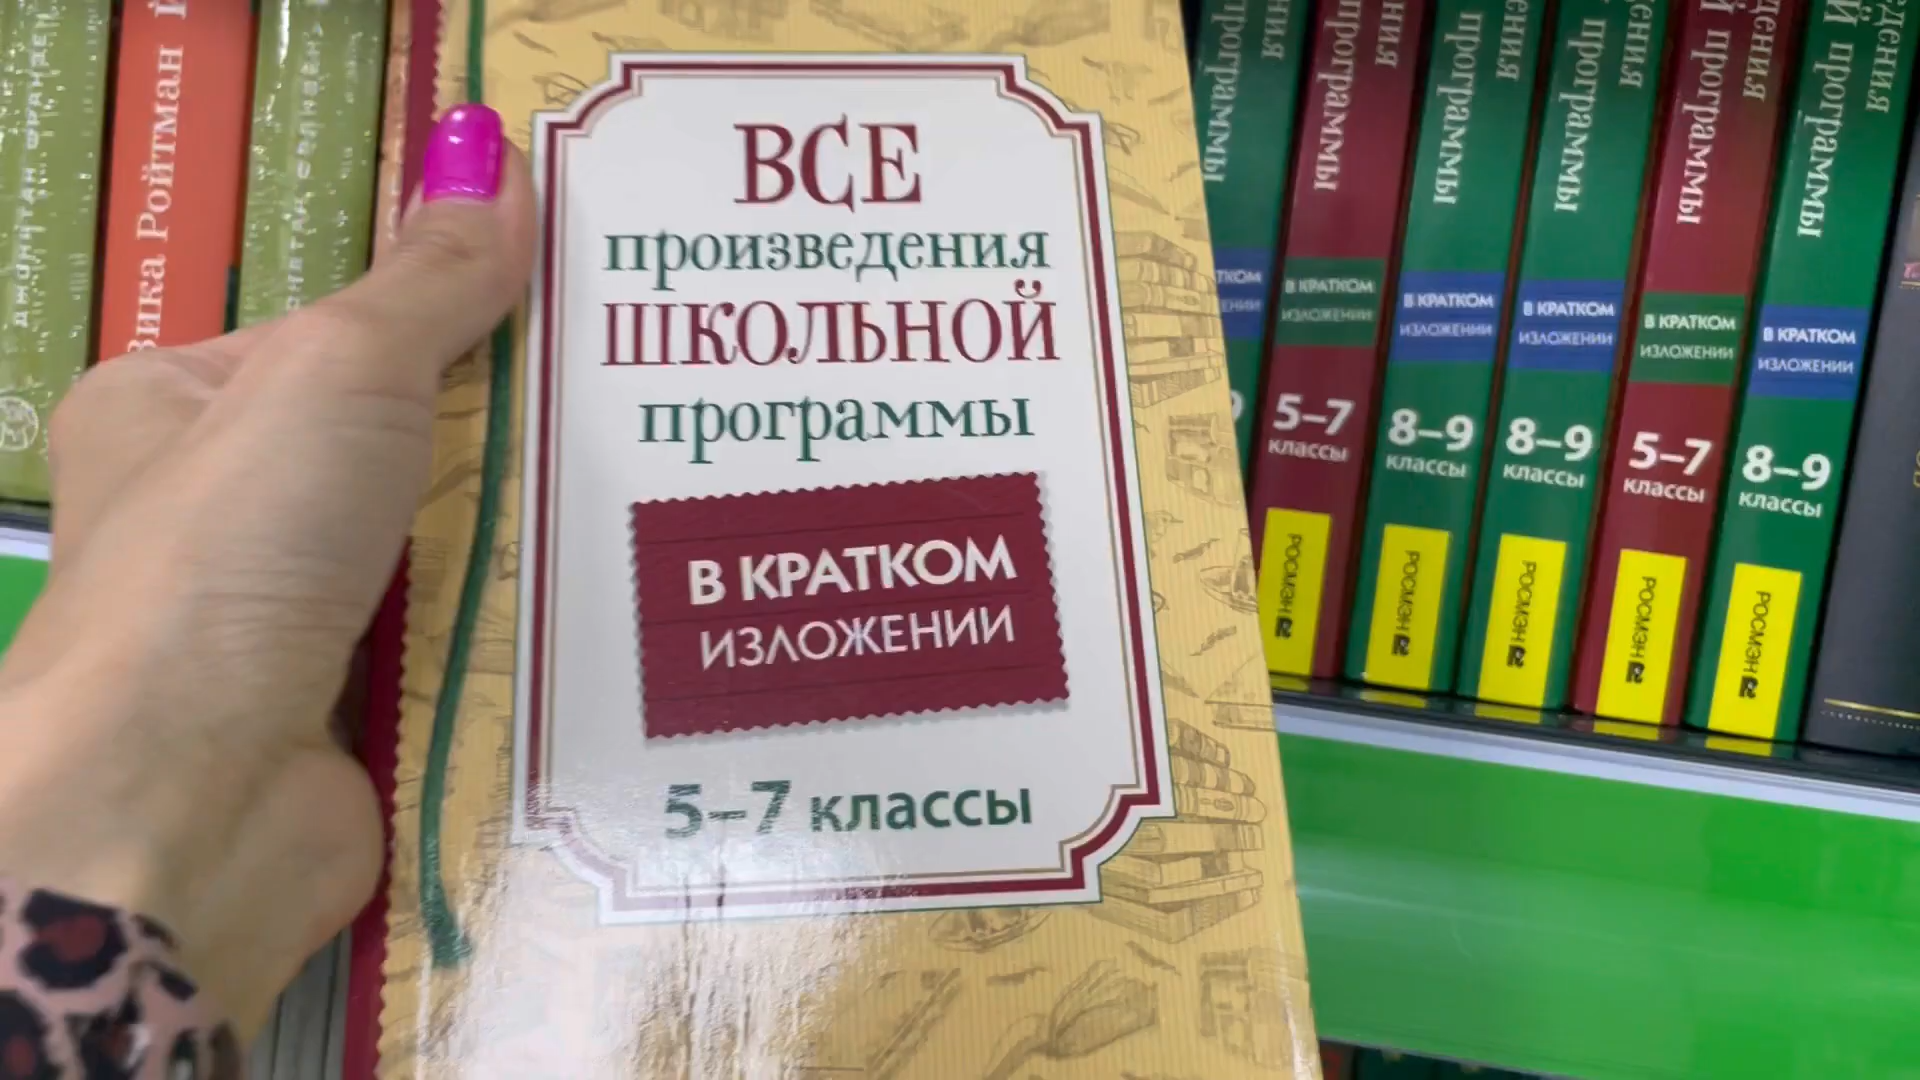 ВСЕ
произведения
ШКОЛЬНОЙ
программы
В КРАТКОМ
ИЗЛОЖЕНИИ
5–7 классы
Вика Ройтман
программы
программы
В КРАТКОМ
ИЗЛОЖЕНИИ
5–7
классы
РОСМЭН
программы
В КРАТКОМ
ИЗЛОЖЕНИИ
8–9
классы
РОСМЭН
программы
В КРАТКОМ
ИЗЛОЖЕНИИ
8–9
классы
РОСМЭН
программы
В КРАТКОМ
ИЗЛОЖЕНИИ
5–7
классы
РОСМЭН
программы
В КРАТКОМ
ИЗЛОЖЕНИИ
8–9
классы
РОСМЭН